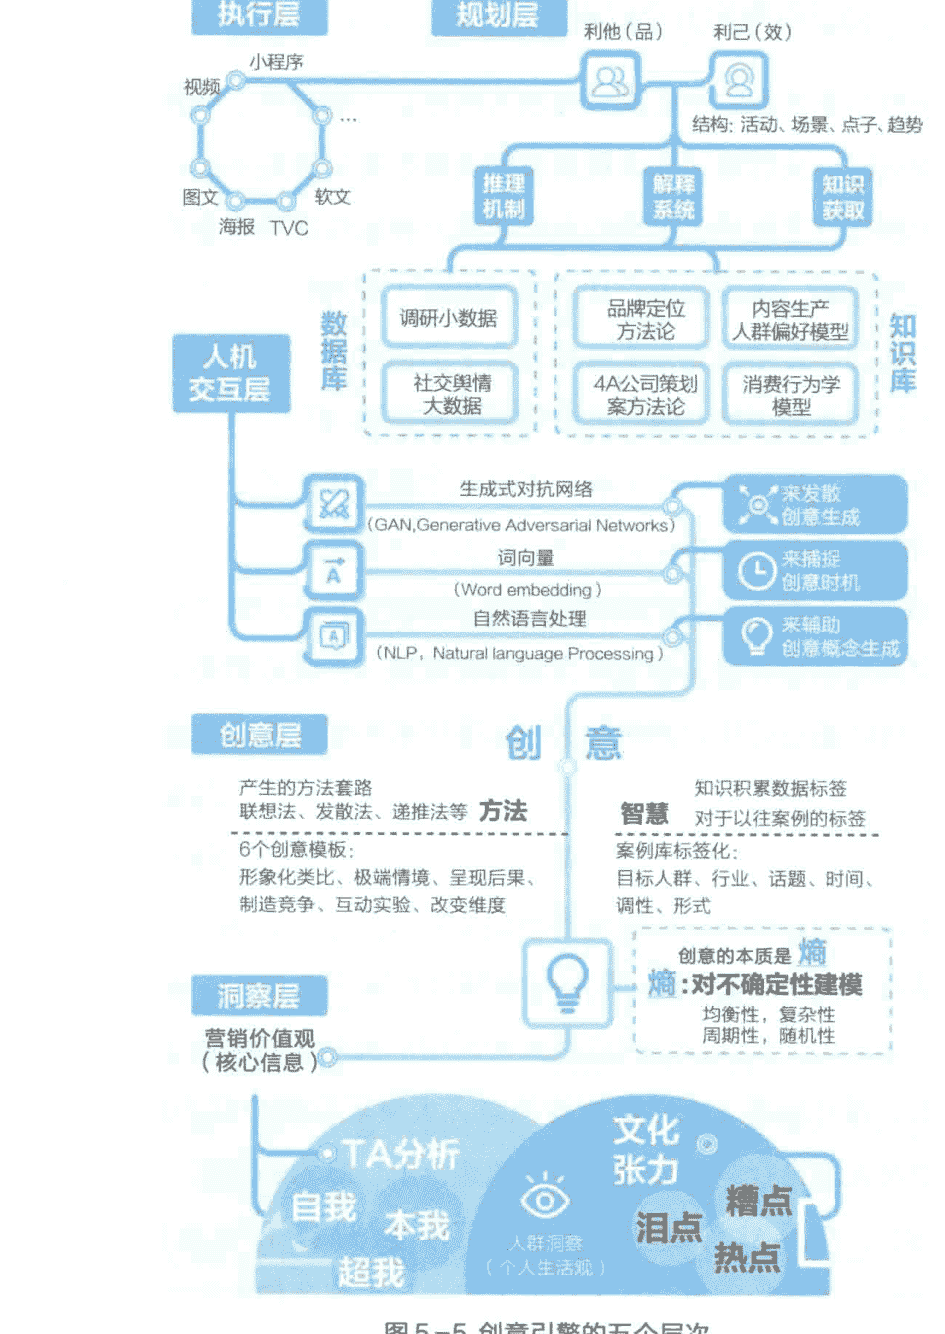 执行层
规划层
利他(品)
利己(效)
小程序
视频
...
结构: 活动、场景、点子、趋势
图文
软文
海报
TVC
推理
机制
解释
系统
知识
获取
数据库
调研小数据
社交舆情
大数据
品牌定位
方法论
内容生产
人群偏好模型
4A公司策划
案方法论
消费行为学
模型
知识库
人机
交互层
生成式对抗网络
(GAN,Generative Adversarial Networks)
来发散
创意生成
词向量
(Word embedding)
来捕捉
创意时机
自然语言处理
(NLP, Natural language Processing)
来辅助
创意概念生成
A
A
创意层
创 意
产生的方法套路
联想法、发散法、递推法等 方法
6个创意模板:
形象化类比、极端情境、呈现后果、
制造竞争、互动实验、改变维度
知识积累数据标签
智慧 对于以往案例的标签
案例库标签化:
目标人群、行业、话题、时间、
调性、形式
创意的本质是 熵
熵:对不确定性建模
均衡性, 复杂性
周期性, 随机性
洞察层
营销价值观
(核心信息)
TA分析
自我
本我
超我
人群洞察
(个人生活观)
文化
张力
泪点
糟点
热点
图 5-5 创意引擎的五个层次